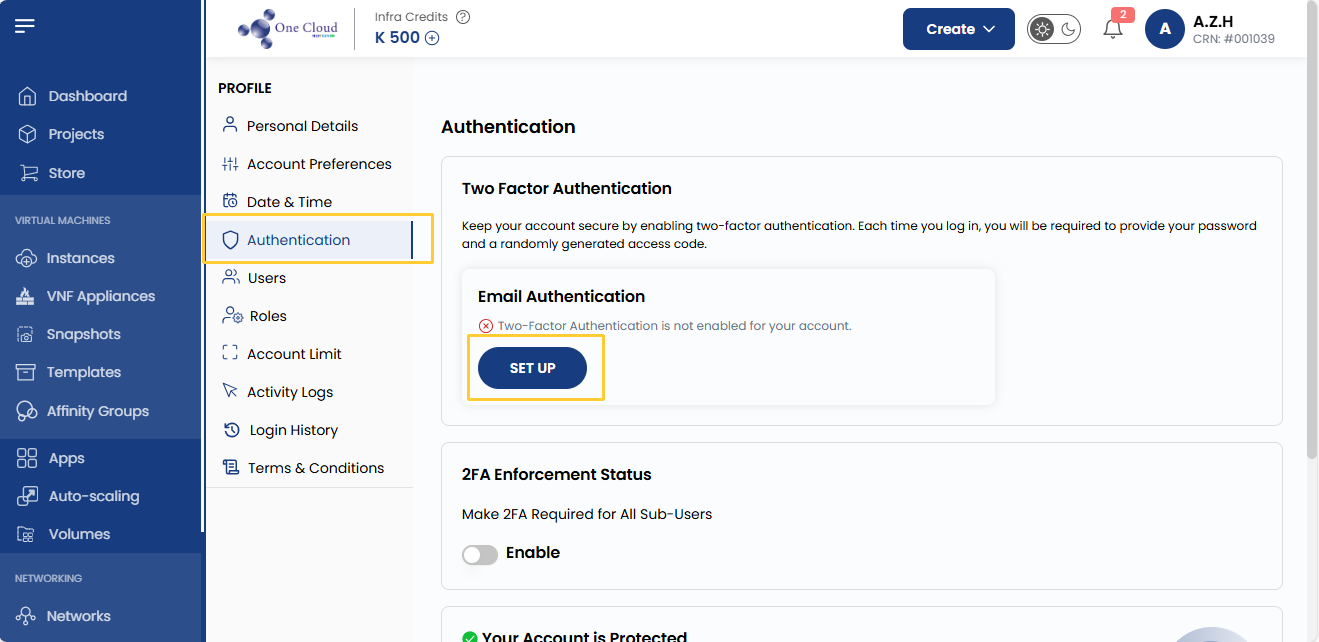 One Cloud
Infra Credits
K 500
Create
2
A
A.Z.H
CRN: #001039
Dashboard
Projects
Store
VIRTUAL MACHINES
Instances
VNF Appliances
Snapshots
Templates
Affinity Groups
Apps
Auto-scaling
Volumes
NETWORKING
Networks
PROFILE
Personal Details
Account Preferences
Date & Time
Authentication
Users
Roles
Account Limit
Activity Logs
Login History
Terms & Conditions
Authentication
Two Factor Authentication
Keep your account secure by enabling two-factor authentication. Each time you log in, you will be required to provide your password
and a randomly generated access code.
Email Authentication
Two-Factor Authentication is not enabled for your account.
SET UP
2FA Enforcement Status
Make 2FA Required for All Sub-Users
Enable
Your Account is Protected